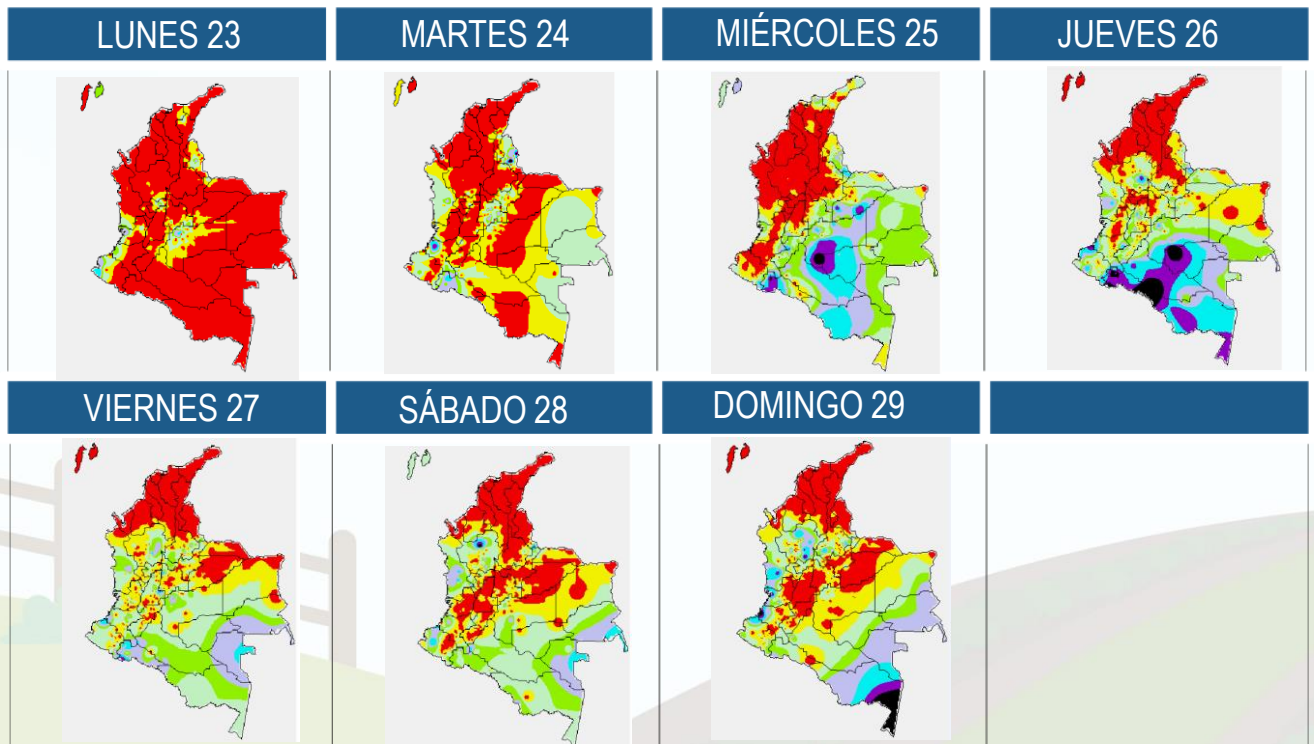 LUNES 23
MARTES 24
MIÉRCOLES 25
JUEVES 26
VIERNES 27
SÁBADO 28
DOMINGO 29